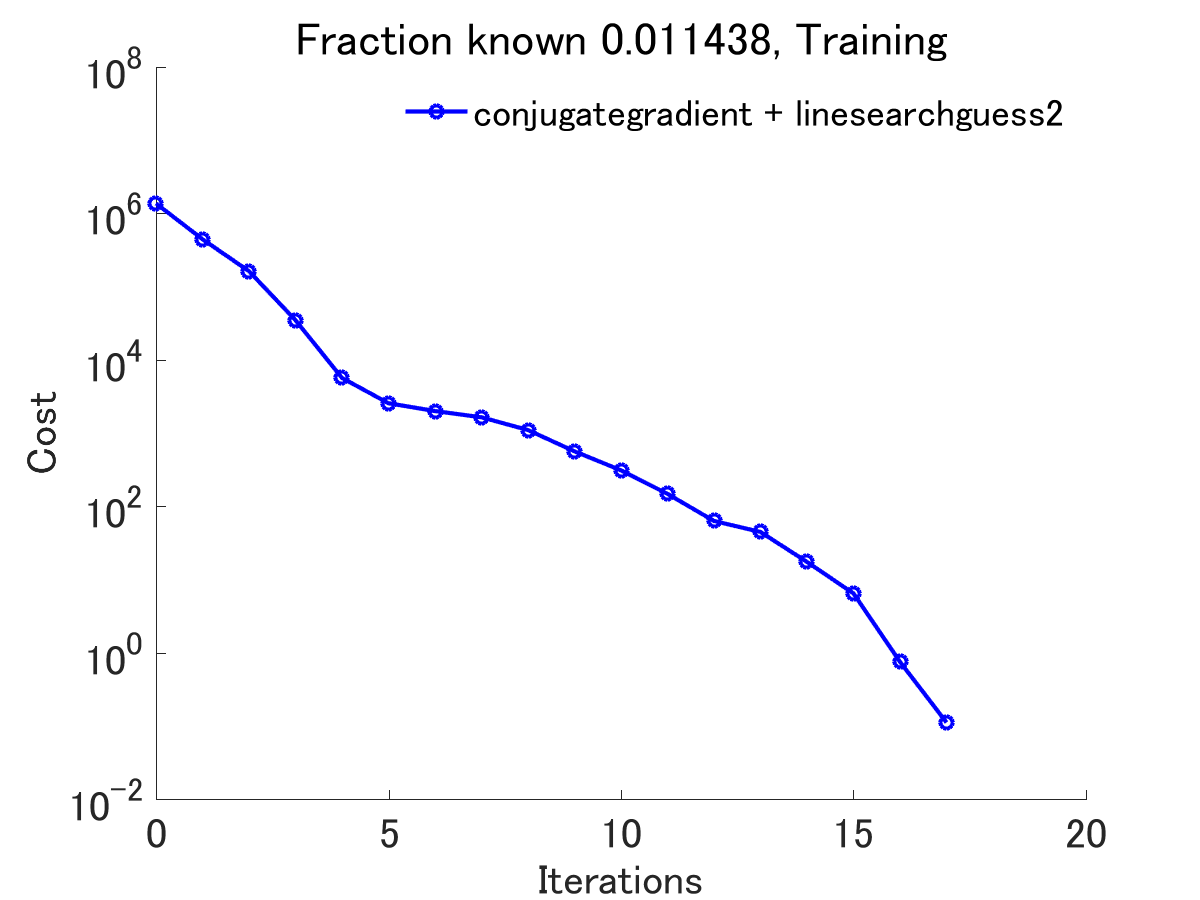 Fraction known 0.011438, Training
conjugategradient + linesearchguess2
10^8
10^6
10^4
10^2
10^0
10^-2
Cost
0 5 10 15 20
Iterations